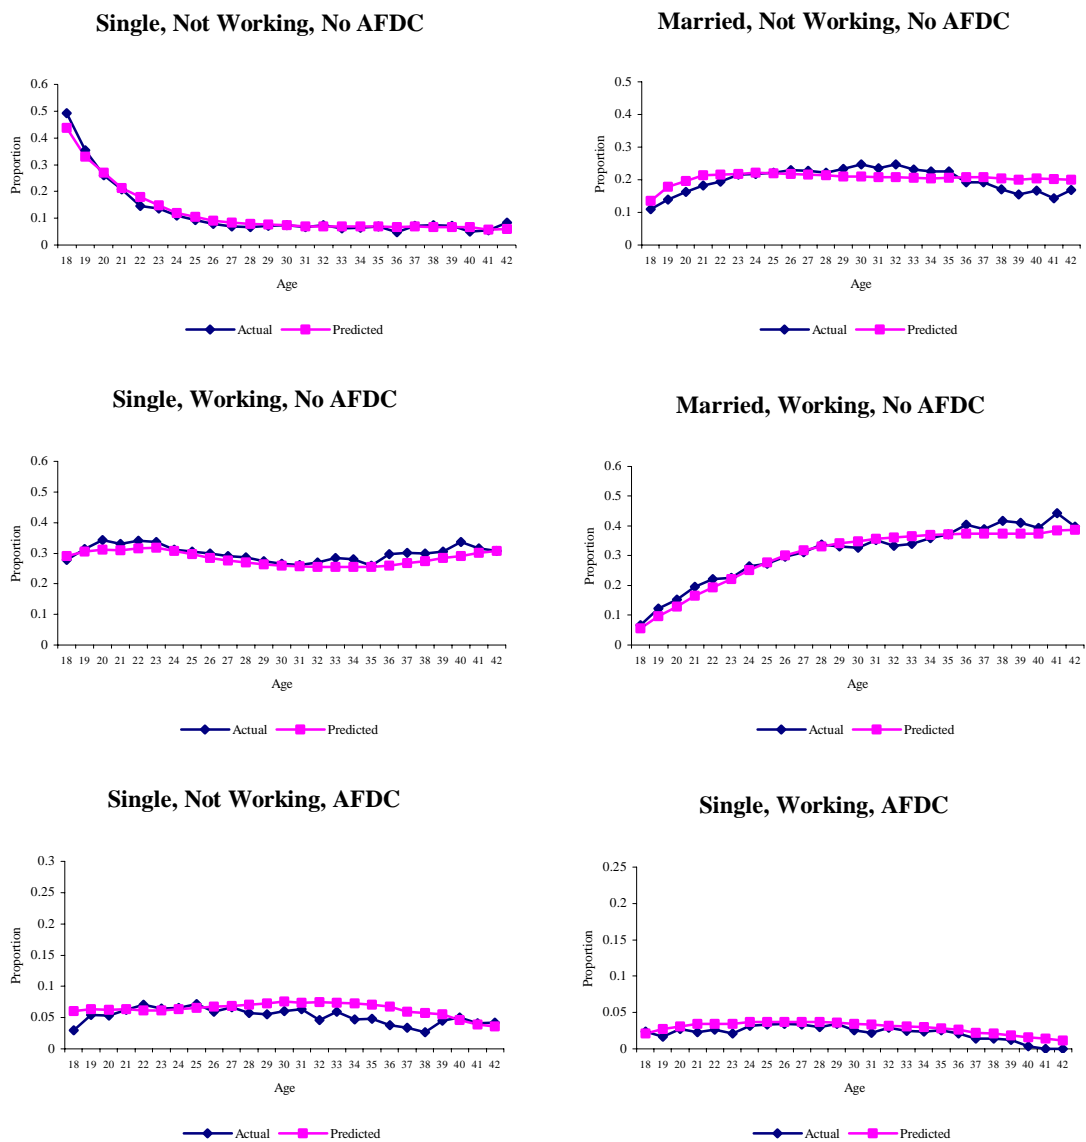 Single, Not Working, No AFDC
0.6
0.5
0.4
0.3
0.2
0.1
0
Proportion
18 19 20 21 22 23 24 25 26 27 28 29 30 31 32 33 34 35 36 37 38 39 40 41 42
Age
Actual Predicted
Married, Not Working, No AFDC
0.5
0.4
0.3
0.2
0.1
0
Proportion
18 19 20 21 22 23 24 25 26 27 28 29 30 31 32 33 34 35 36 37 38 39 40 41 42
Age
Actual Predicted
Single, Working, No AFDC
0.6
0.5
0.4
0.3
0.2
0.1
0
Proportion
18 19 20 21 22 23 24 25 26 27 28 29 30 31 32 33 34 35 36 37 38 39 40 41 42
Age
Actual Predicted
Married, Working, No AFDC
0.6
0.5
0.4
0.3
0.2
0.1
0
Proportion
18 19 20 21 22 23 24 25 26 27 28 29 30 31 32 33 34 35 36 37 38 39 40 41 42
Age
Actual Predicted
Single, Not Working, AFDC
0.3
0.25
0.2
0.15
0.1
0.05
0
Proportion
18 19 20 21 22 23 24 25 26 27 28 29 30 31 32 33 34 35 36 37 38 39 40 41 42
Age
Actual Predicted
Single, Working, AFDC
0.25
0.2
0.15
0.1
0.05
0
Proportion
18 19 20 21 22 23 24 25 26 27 28 29 30 31 32 33 34 35 36 37 38 39 40 41 42
Age
Actual Predicted